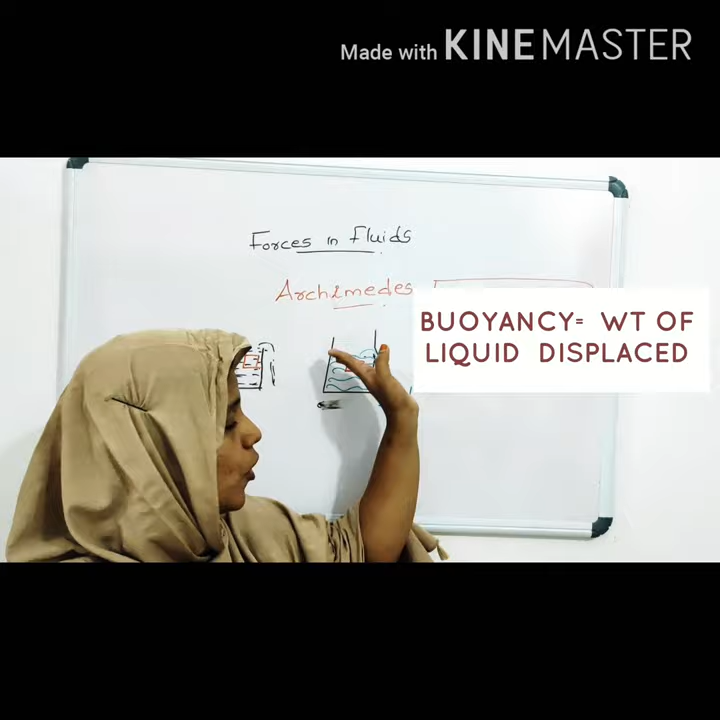 Made with KINEMASTER
Forces in Fluids
Archimedes
BUOYANCY= WT OF
LIQUID DISPLACED